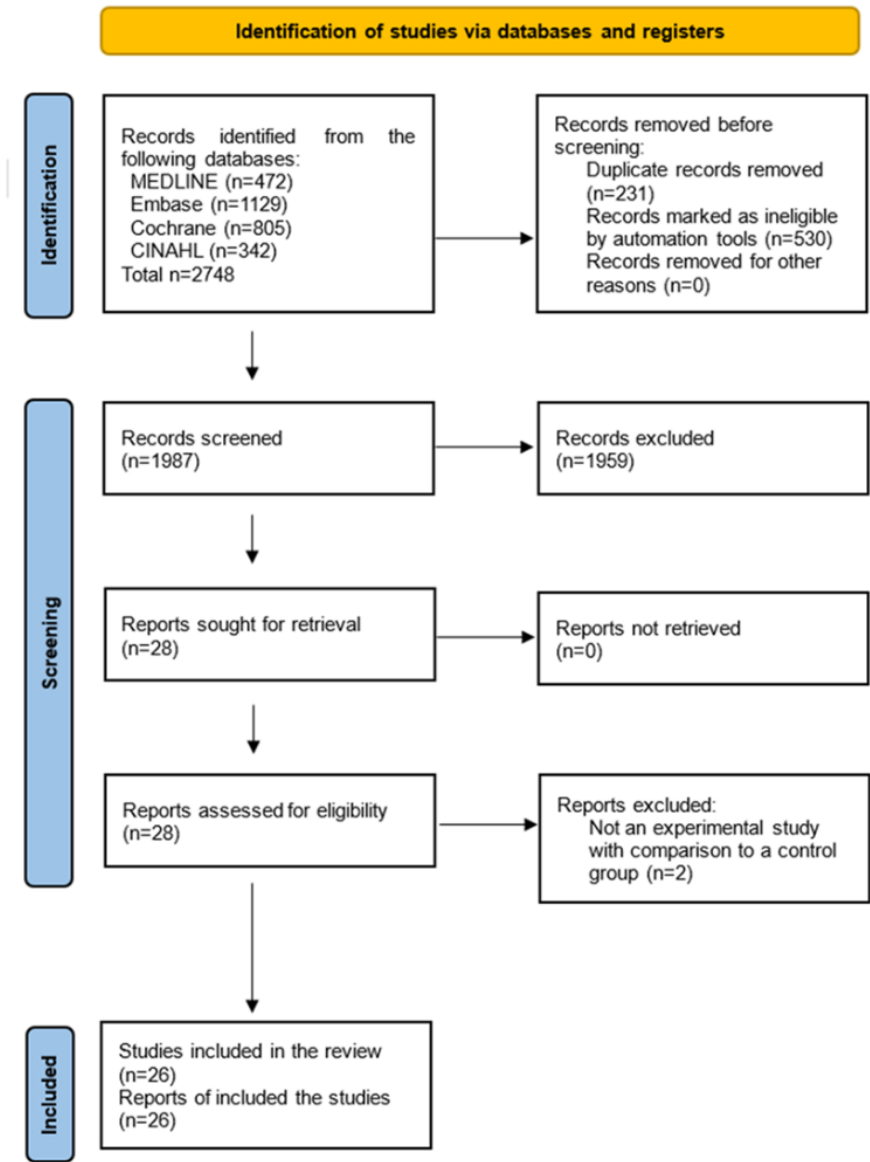 Identification of studies via databases and registers
Identification
Records identified from the
following databases:
MEDLINE (n=472)
Embase (n=1129)
Cochrane (n=805)
CINAHL (n=342)
Total n=2748
Records removed before
screening:
Duplicate records removed
(n=231)
Records marked as ineligible
by automation tools (n=530)
Records removed for other
reasons (n=0)
Screening
Records screened
(n=1987)
Records excluded
(n=1959)
Reports sought for retrieval
(n=28)
Reports not retrieved
(n=0)
Reports assessed for eligibility
(n=28)
Reports excluded:
Not an experimental study
with comparison to a control
group (n=2)
Included
Studies included in the review
(n=26)
Reports of included the studies
(n=26)